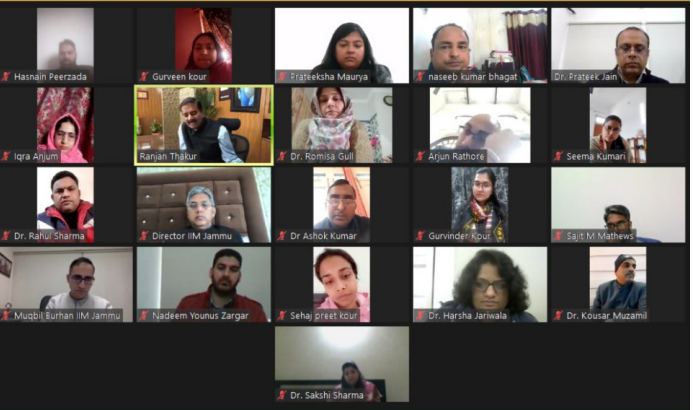 Hasnain Peerzada
Gurveen kour
Prateeksha Maurya
naseeb kumar bhagat
Dr. Prateek Jain
Iqra Anjum
Ranjan Thakur
Dr. Romisa Gull
Arjun Rathore
Seema Kumari
Dr. Rahul Sharma
Director IIM Jammu
Dr Ashok Kumar
Gurvinder Kour
Sajit M Mathews
Muqbil Burhan IIM Jammu
Nadeem Younus Zargar
Sehaj preet kour
Dr. Harsha Jariwala
Dr. Kousar Muzamil
Dr. Sakshi Sharma